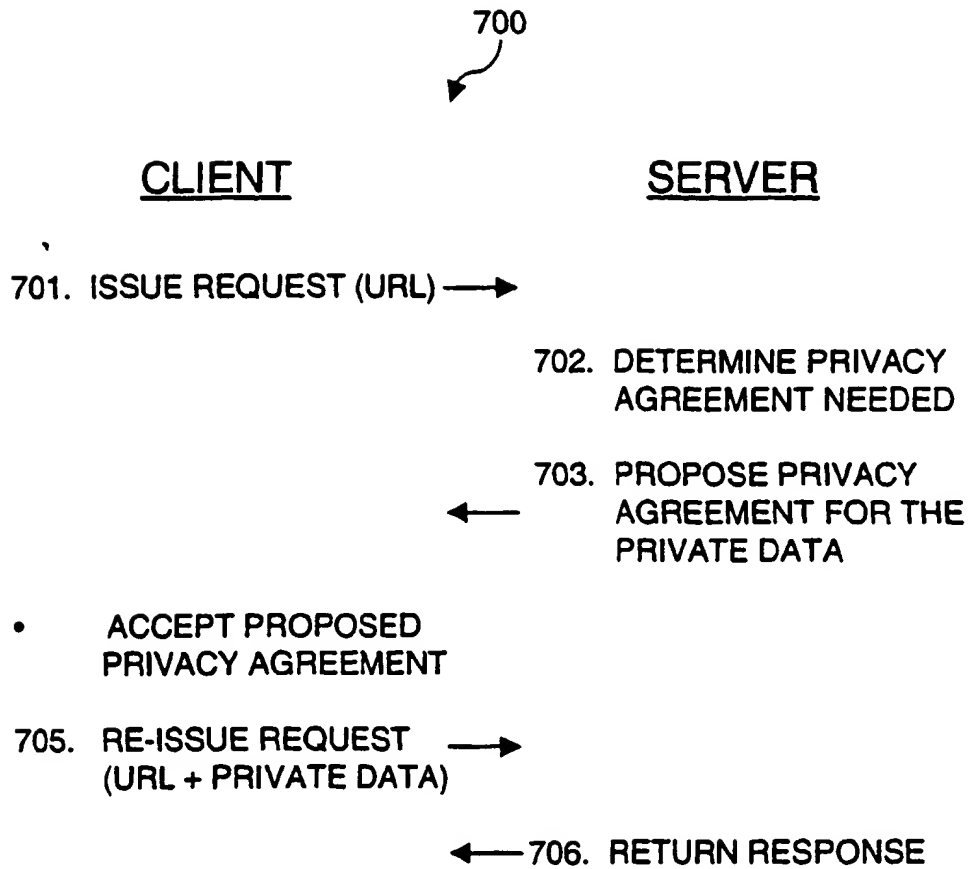 700
CLIENT
SERVER
701. ISSUE REQUEST (URL)
702. DETERMINE PRIVACY
AGREEMENT NEEDED
703. PROPOSE PRIVACY
AGREEMENT FOR THE
PRIVATE DATA
• ACCEPT PROPOSED
PRIVACY AGREEMENT
705. RE-ISSUE REQUEST
(URL + PRIVATE DATA)
706. RETURN RESPONSE